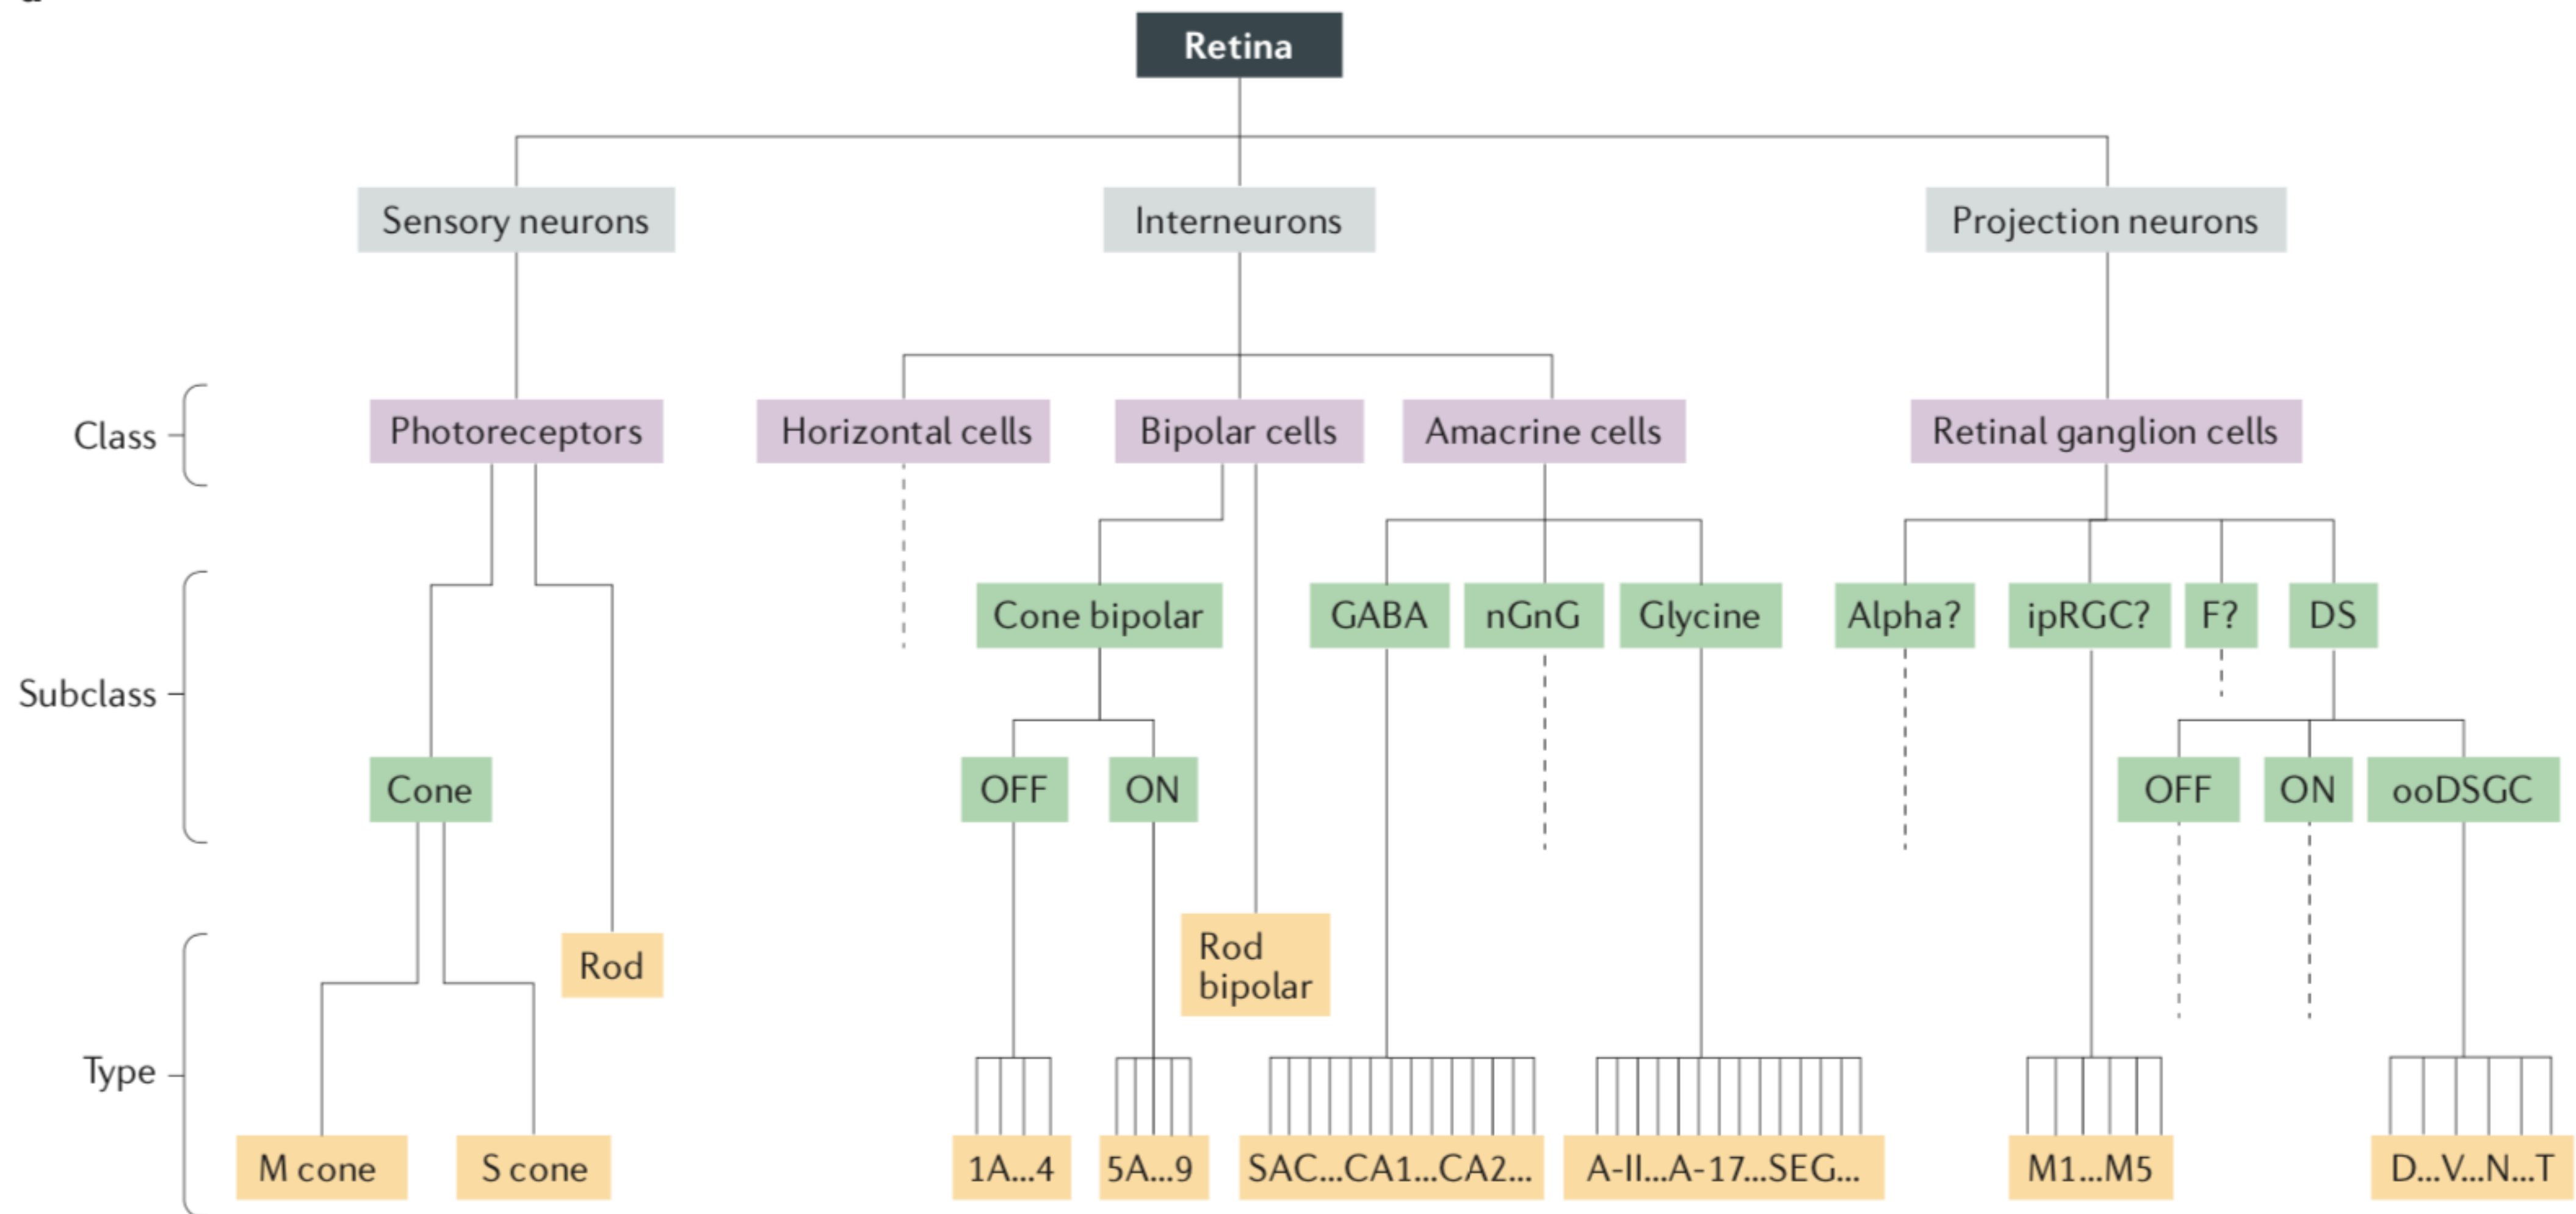 Retina
Sensory neurons
Interneurons
Projection neurons
Class
Photoreceptors
Horizontal cells
Bipolar cells
Amacrine cells
Retinal ganglion cells
Subclass
Cone bipolar
GABA
nGnG
Glycine
Alpha?
ipRGC?
F?
DS
Cone
OFF
ON
OFF
ON
ooDSGC
Type
Rod
Rod
bipolar
M cone
S cone
1A...4
5A...9
SAC...CA1...CA2...
A-II...A-17...SEG...
M1...M5
D...V...N...T